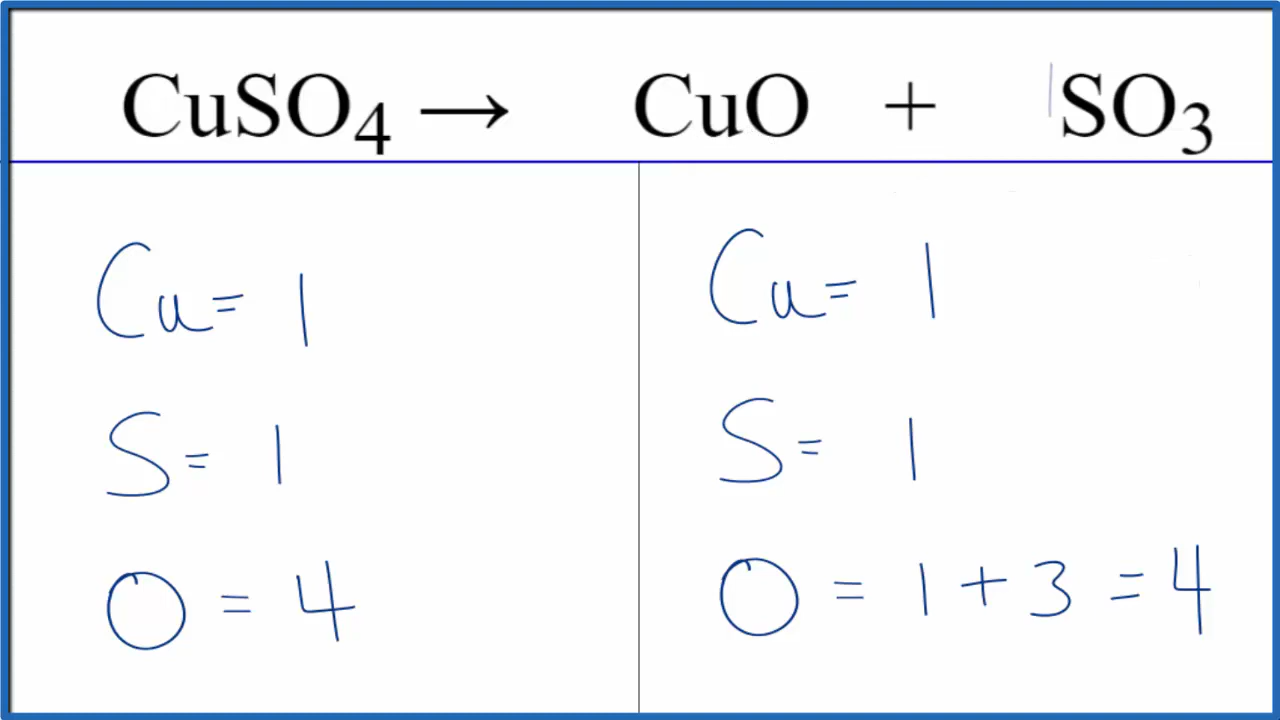 CuSO₄ → CuO + SO₃
Cu = 1
S = 1
O = 4
Cu = 1
S = 1
O = 1 + 3 = 4